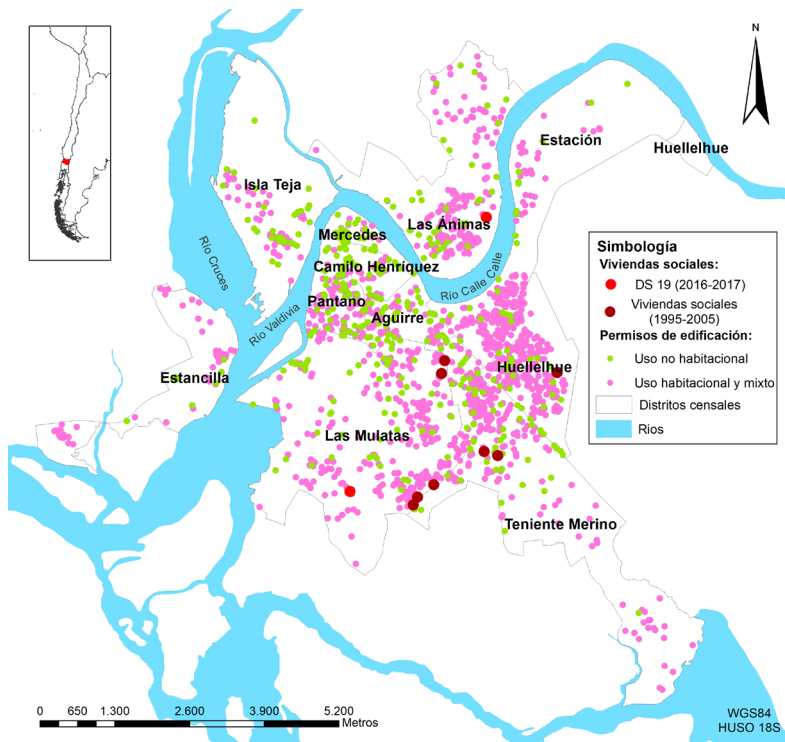 N
Estación
Huellelhue
Isla Teja
Las Ánimas
Mercedes
Camilo Henríquez
Río Cruces
Río Calle Calle
Pantano
Río Valdivia
Aguirre
Huellelhue
Estancilla
Las Mulatas
Teniente Merino
Simbología
Viviendas sociales:
DS 19 (2016-2017)
Viviendas sociales
(1995-2005)
Permisos de edificación:
Uso no habitacional
Uso habitacional y mixto
Distritos censales
Rios
0 650 1.300 2.600 3.900 5.200
Metros
WGS84
HUSO 18S